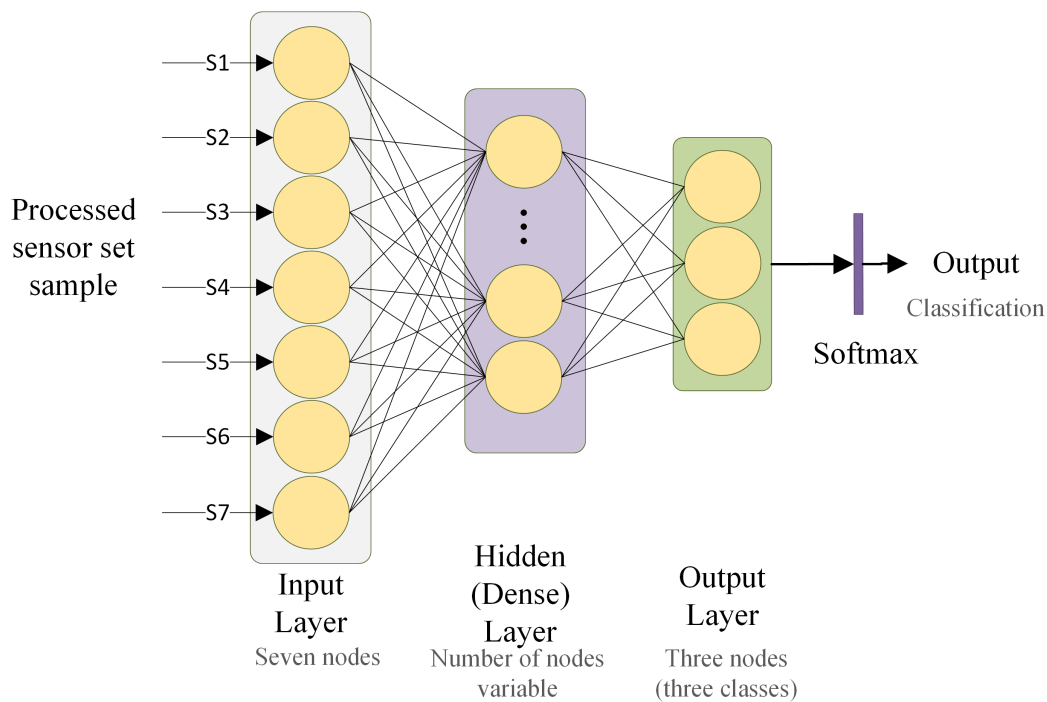 S1
S2
S3
S4
S5
S6
S7
Processed
sensor set
sample
Input
Layer
Seven nodes
Hidden
(Dense)
Layer
Number of nodes
variable
Output
Layer
Three nodes
(three classes)
Softmax
Output
Classification